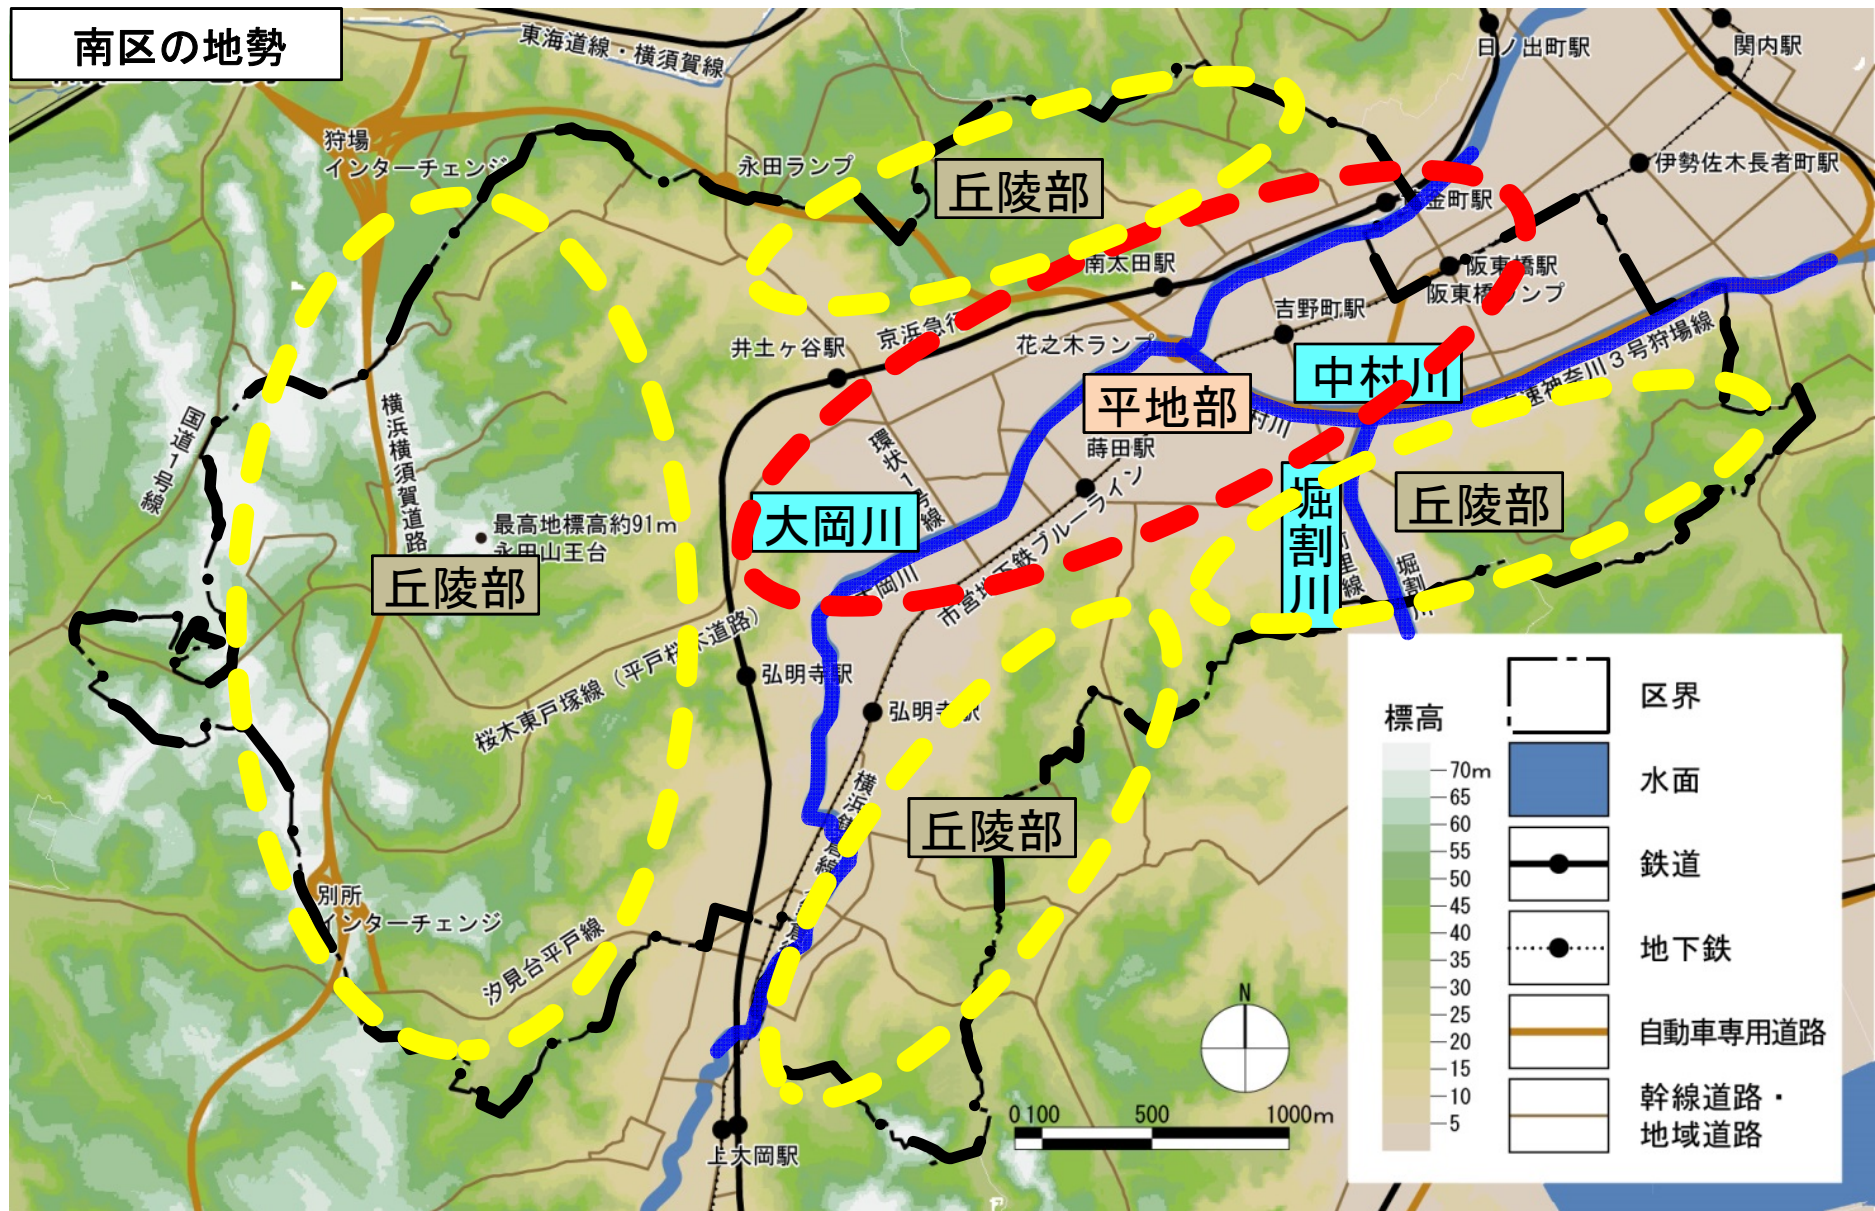 南区の地勢
東海道線・横須賀線
日ノ出町駅
関内駅
狩場
インターチェンジ
永田ランプ
伊勢佐木長者町駅
丘陵部
金町駅
南太田駅
阪東橋駅
阪東橋ランプ
吉野町駅
京浜急行
井土ヶ谷駅
花之木ランプ
中村川
速神奈川3号狩場線
平地部
村川
国道1号線
横浜横須賀道路
環状1号線
蒔田駅
最高地標高約91m
永田山王台
大岡川
堀割川
丘陵部
丘陵部
大岡川
市営地下鉄ブルーライン
堀割川
桜木東戸塚線(平戸桜木道路)
弘明寺駅
弘明寺駅
丘陵部
別所
インターチェンジ
汐見台平戸線
上大岡駅
N
0 100 500 1000m
標高
70m
65
60
55
50
45
40
35
30
25
20
15
10
5
区界
水面
鉄道
地下鉄
自動車専用道路
幹線道路・
地域道路